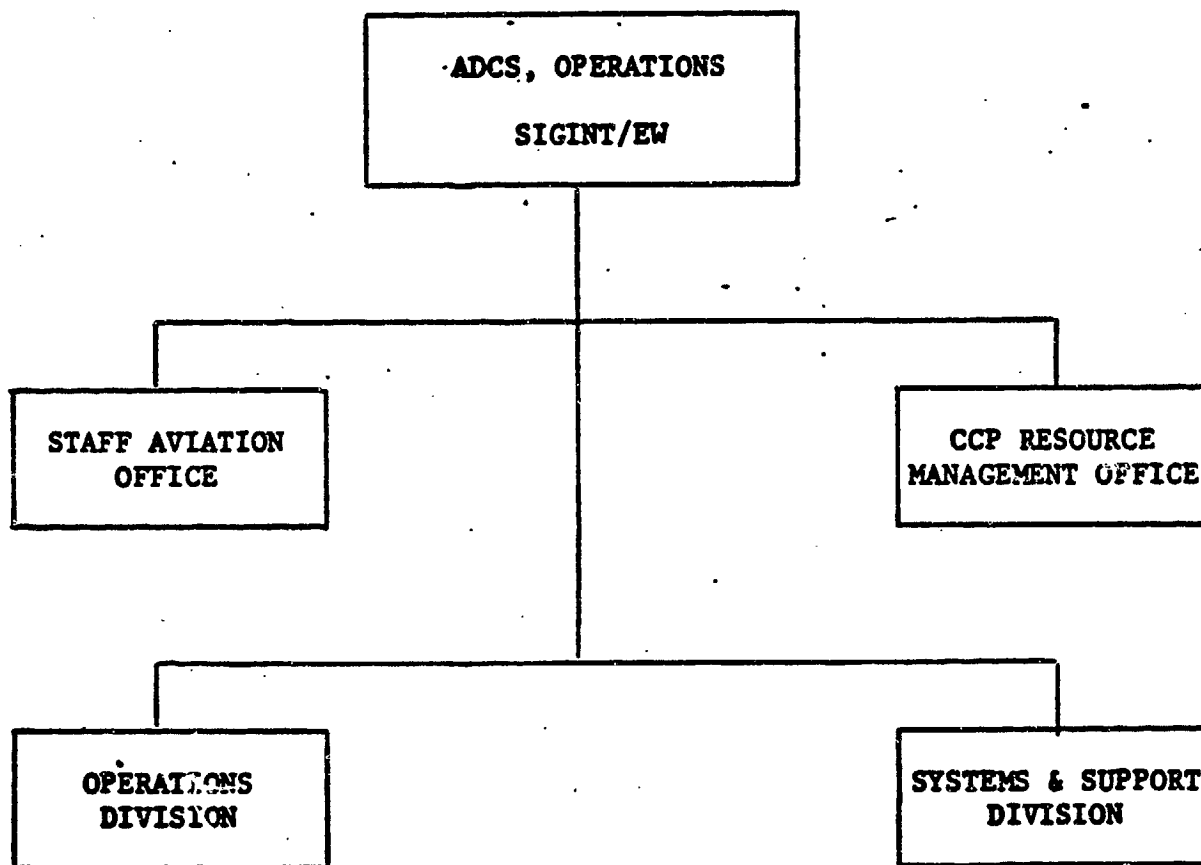 ADCS, OPERATIONS
SIGINT/EW
STAFF AVIATION
OFFICE
CCP RESOURCE
MANAGEMENT OFFICE
OPERATIONS
DIVISION
SYSTEMS & SUPPORT
DIVISION